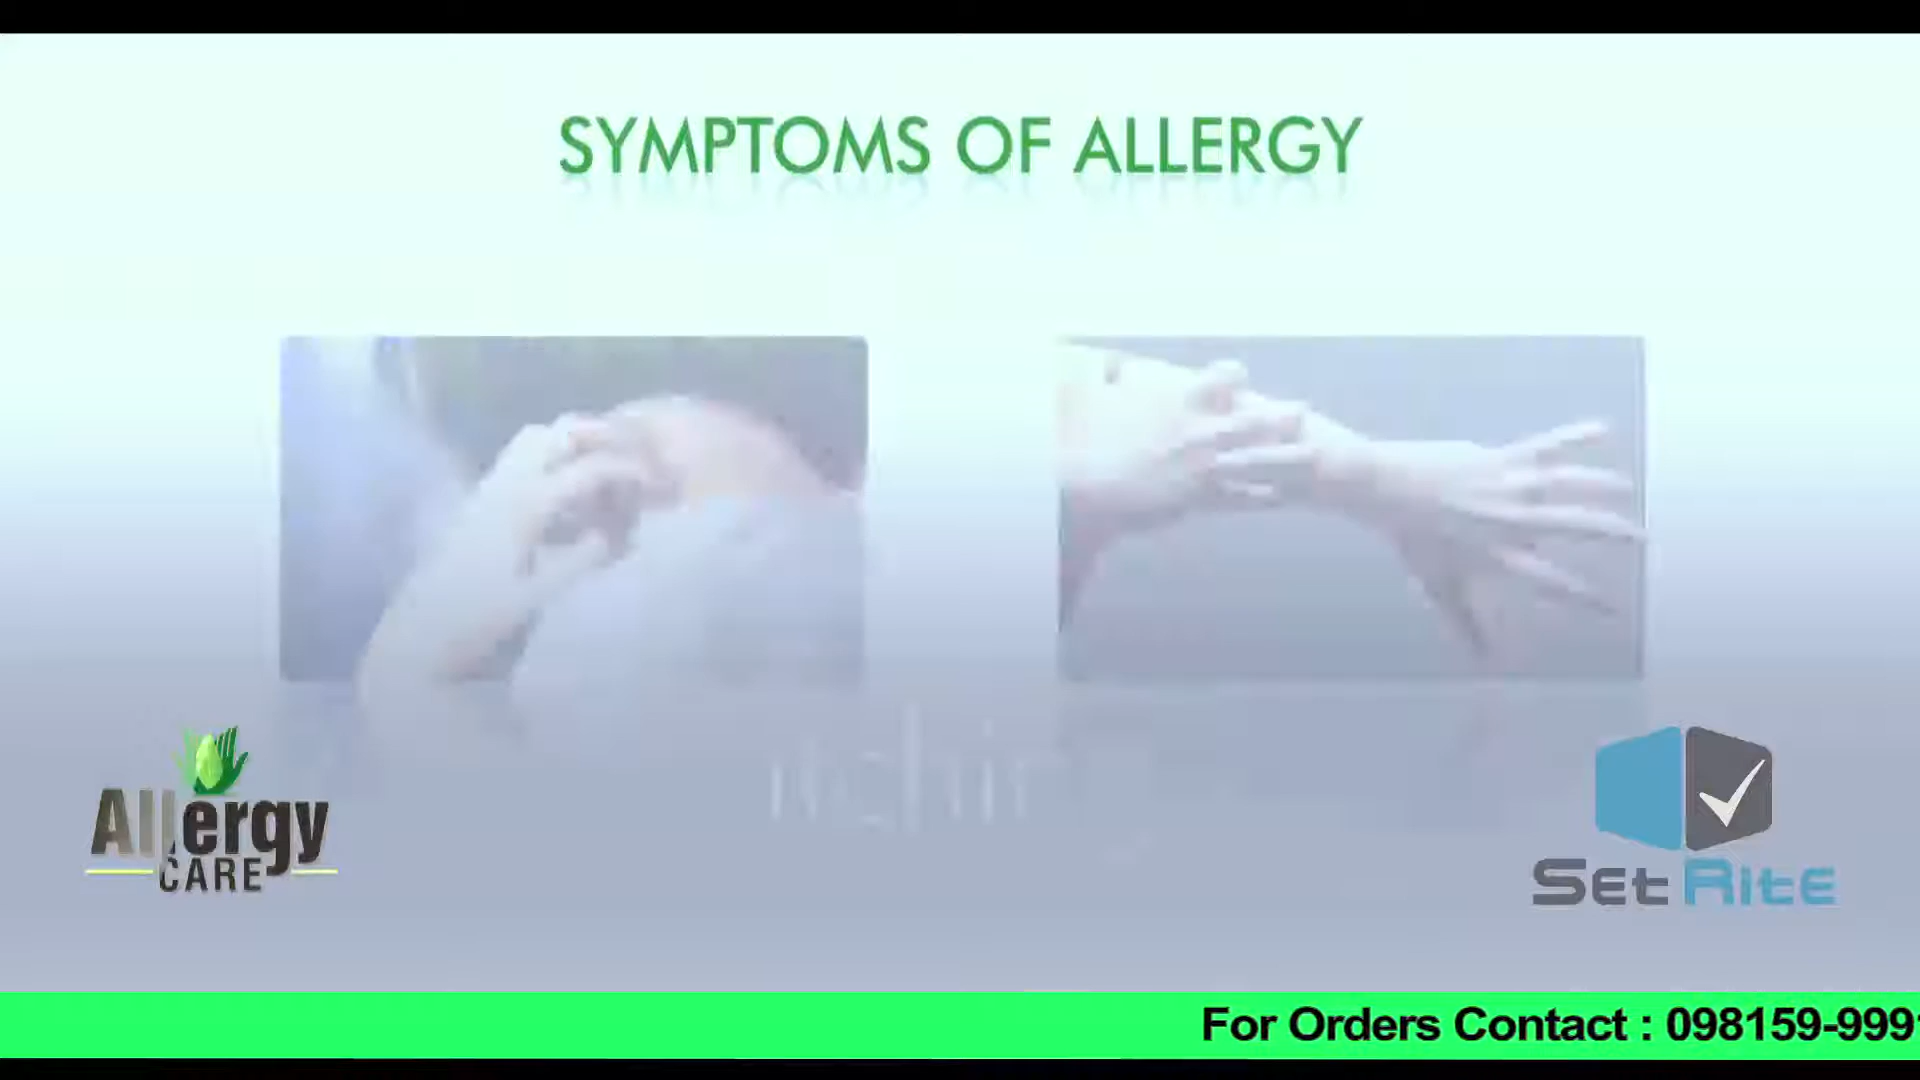 SYMPTOMS OF ALLERGY
Allergy
CARE
Set Rite
For Orders Contact : 098159-999